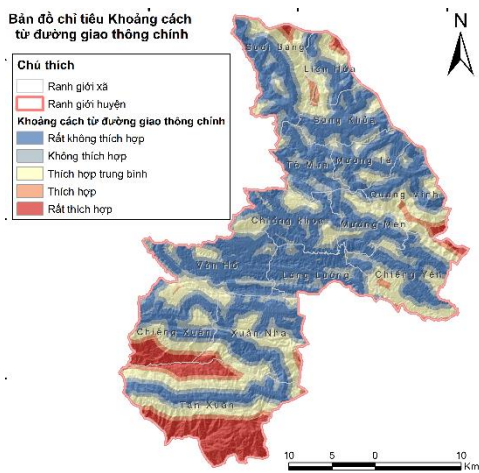 Bản đồ chỉ tiêu Khoảng cách
từ đường giao thông chính
N
Chú thích
Ranh giới xã
Ranh giới huyện
Khoảng cách từ đường giao thông chính
Rất không thích hợp
Không thích hợp
Thích hợp trung bình
Thích hợp
Rất thích hợp
Suối Bàng
Liên Hòa
Song Khủa
Tô Múa
Mường Tè
Quang Vinh
Chiềng Khoa
Mường Men
Vân Hồ
Lóng Luông
Chiềng Yên
Chiềng Xuân
Xuân Nha
Tân Xuân
10 5 0 10
Km